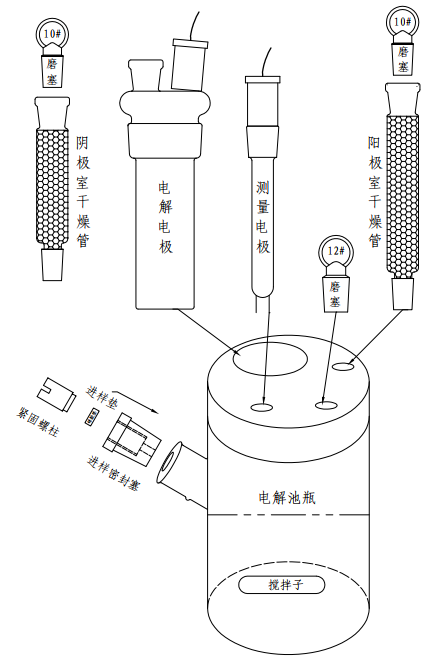 10#
磨塞
阴极室干燥管
电解电极
测量电极
10#
磨塞
阳极室干燥管
12#
磨塞
进样垫
紧固螺柱
进样密封塞
电解池瓶
搅拌子